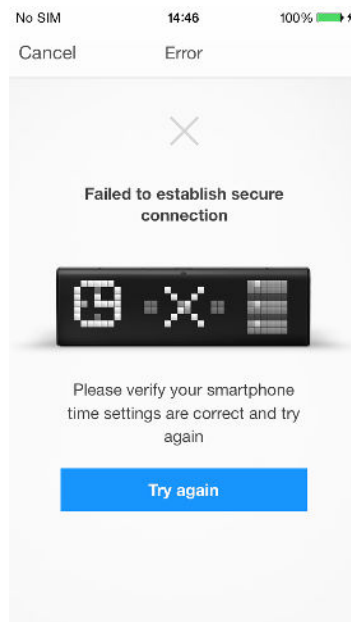 No SIM 14:46 100%
Cancel Error
Failed to establish secure
connection
Please verify your smartphone
time settings are correct and try
again
Try again